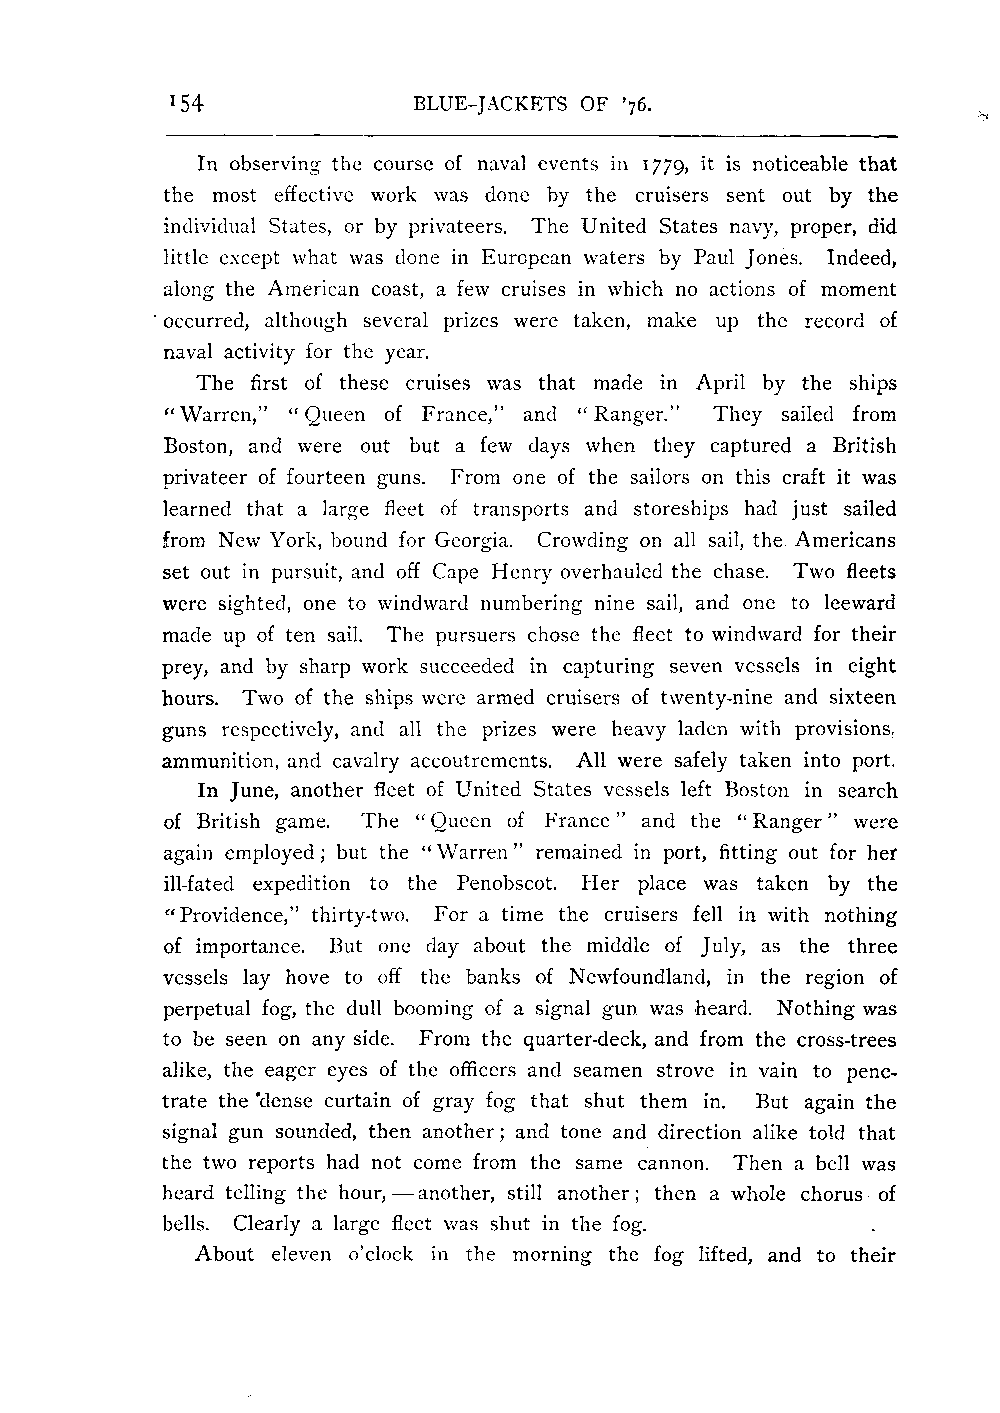 154 BLUE-JACKETS OF '76.
In observing the course of naval events in 1779, it is noticeable that
the most effective work was done by the cruisers sent out by the
individual States, or by privateers. The United States navy, proper, did
little except what was done in European waters by Paul Jones. Indeed,
along the American coast, a few cruises in which no actions of moment
occurred, although several prizes were taken, make up the record of
naval activity for the year.
The first of these cruises was that made in April by the ships
"Warren," "Queen of France," and "Ranger." They sailed from
Boston, and were out but a few days when they captured a British
privateer of fourteen guns. From one of the sailors on this craft it was
learned that a large fleet of transports and storeships had just sailed
from New York, bound for Georgia. Crowding on all sail, the Americans
set out in pursuit, and off Cape Henry overhauled the chase. Two fleets
were sighted, one to windward numbering nine sail, and one to leeward
made up of ten sail. The pursuers chose the fleet to windward for their
prey, and by sharp work succeeded in capturing seven vessels in eight
hours. Two of the ships were armed cruisers of twenty-nine and sixteen
guns respectively, and all the prizes were heavy laden with provisions,
ammunition, and cavalry accoutrements. All were safely taken into port.
In June, another fleet of United States vessels left Boston in search
of British game. The "Queen of France" and the "Ranger" were
again employed; but the "Warren" remained in port, fitting out for her
ill-fated expedition to the Penobscot. Her place was taken by the
"Providence," thirty-two. For a time the cruisers fell in with nothing
of importance. But one day about the middle of July, as the three
vessels lay hove to off the banks of Newfoundland, in the region of
perpetual fog, the dull booming of a signal gun was heard. Nothing was
to be seen on any side. From the quarter-deck, and from the cross-trees
alike, the eager eyes of the officers and seamen strove in vain to pene-
trate the dense curtain of gray fog that shut them in. But again the
signal gun sounded, then another; and tone and direction alike told that
the two reports had not come from the same cannon. Then a bell was
heard telling the hour,—another, still another; then a whole chorus of
bells. Clearly a large fleet was shut in the fog.
About eleven o'clock in the morning the fog lifted, and to their